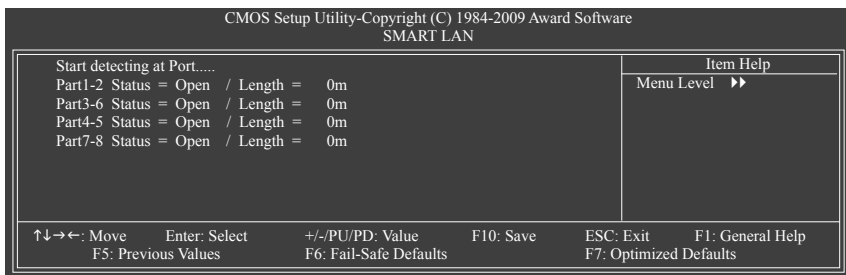 CMOS Setup Utility-Copyright (C) 1984-2009 Award Software
SMART LAN
Start detecting at Port.....
Part1-2 Status = Open / Length = 0m
Part3-6 Status = Open / Length = 0m
Part4-5 Status = Open / Length = 0m
Part7-8 Status = Open / Length = 0m
Item Help
Menu Level ▶▶
↑↓→←: Move Enter: Select +/-/PU/PD: Value F10: Save ESC: Exit F1: General Help
F5: Previous Values F6: Fail-Safe Defaults F7: Optimized Defaults